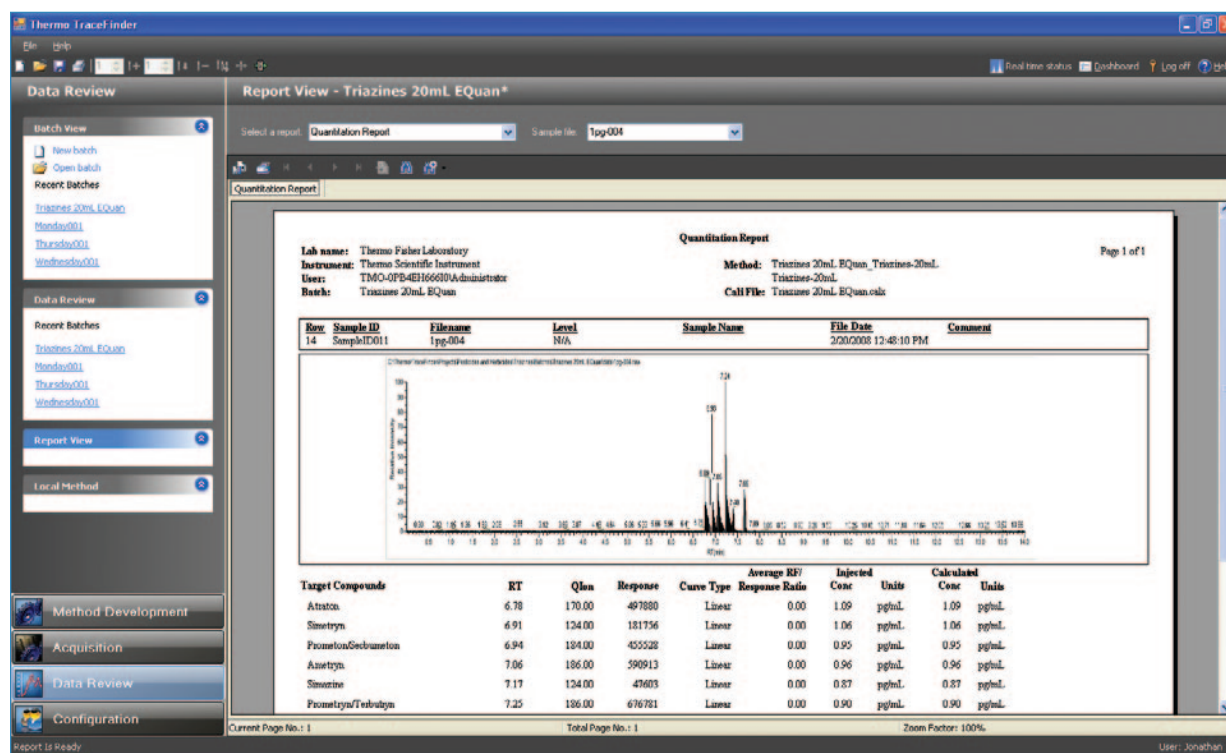 Thermo TraceFinder
File Help
Real time status Dashboard Log off Help
Data Review
Report View - Triazines 20mL EQuan*
Batch View
New batch
Open batch
Recent Batches
Triazines 20mL EQuan
Monday001
Thursday001
Wednesday001
Data Review
Recent Batches
Triazines 20mL EQuan
Monday001
Thursday001
Wednesday001
Report View
Local Method
Method Development
Acquisition
Data Review
Configuration
Select a report: Quantitation Report Sample file: 1pg-004
Quantitation Report
Quantitation Report
Page 1 of 1
Lab name: Thermo Fisher Laboratory
Instrument: Thermo Scientific Instrument Method: Triazines 20mL EQuan_Triazines-20mL
User: Triazines-20mL
Batch: Triazines 20mL EQuan Cali File: Triazines 20mL EQuan.calx
Row Sample ID Filename Level Sample Name File Date Comment
14 SampleID011 1pg-004 N/A 2/20/2008 12:48:10 PM
7.24
Relative Intensity
RT(min)
Target Compounds RT QIon Response Curve Type Average RF/ Response Ratio Injected Conc Units Calculated Conc Units
Atraton 6.78 170.00 497880 Linear 0.00 1.09 pg/mL 1.09 pg/mL
Simetryn 6.91 124.00 181756 Linear 0.00 1.06 pg/mL 1.06 pg/mL
Prometon/Secbumeton 6.94 184.00 455528 Linear 0.00 0.95 pg/mL 0.95 pg/mL
Ametryn 7.06 186.00 590913 Linear 0.00 0.96 pg/mL 0.96 pg/mL
Simazine 7.17 124.00 47603 Linear 0.00 0.87 pg/mL 0.87 pg/mL
Prometryn/Terbutryn 7.25 186.00 676781 Linear 0.00 0.90 pg/mL 0.90 pg/mL
Current Page No.: 1 Total Page No.: 1 Zoom Factor: 100%
Report Is Ready User: Jonathan